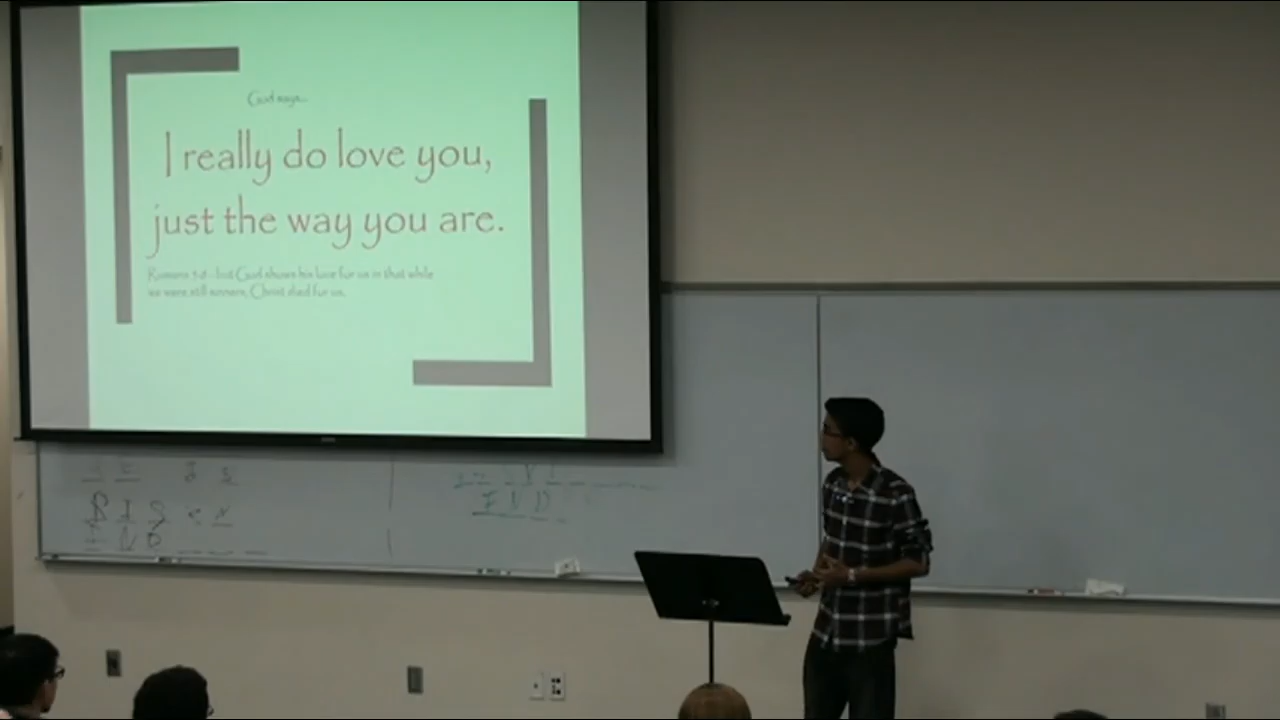 God says...
I really do love you,
just the way you are.
Romans 5:8 - but God shows his love for us in that while
we were still sinners, Christ died for us.